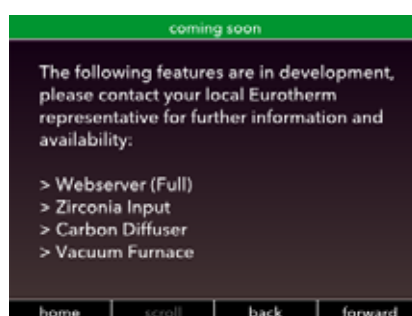 coming soon
The following features are in development,
please contact your local Eurotherm
representative for further information and
availability:
> Webserver (Full)
> Zirconia Input
> Carbon Diffuser
> Vacuum Furnace
home scroll back forward